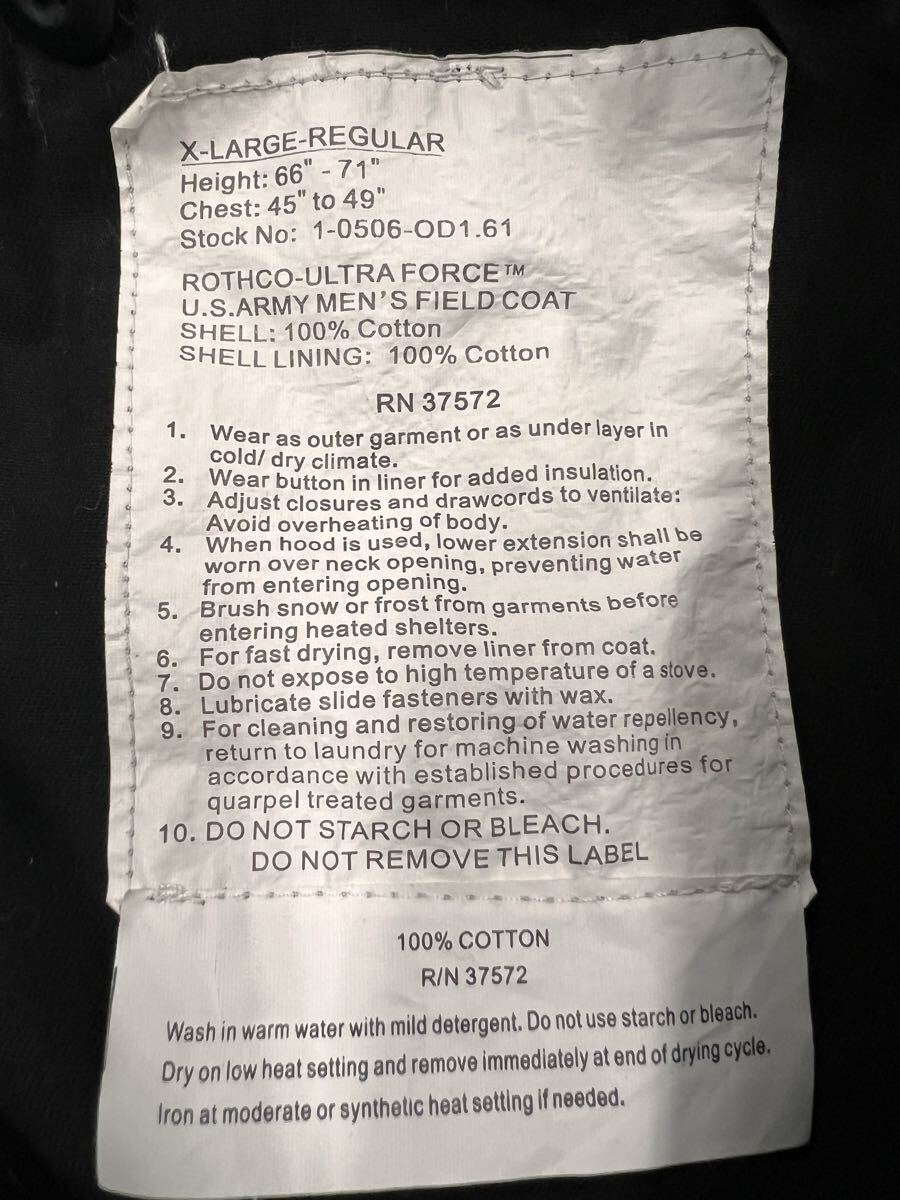 X-LARGE-REGULAR
Height: 66" - 71"
Chest: 45" to 49"
Stock No: 1-0506-OD1.61
ROTHCO-ULTRA FORCE™
U.S.ARMY MEN'S FIELD COAT
SHELL: 100% Cotton
SHELL LINING: 100% Cotton
RN 37572
1. Wear as outer garment or as under layer in
cold/ dry climate.
2. Wear button in liner for added insulation.
3. Adjust closures and drawcords to ventilate:
Avoid overheating of body.
4. When hood is used, lower extension shall be
worn over neck opening, preventing water
from entering opening.
5. Brush snow or frost from garments before
entering heated shelters.
6. For fast drying, remove liner from coat.
7. Do not expose to high temperature of a stove.
8. Lubricate slide fasteners with wax.
9. For cleaning and restoring of water repellency,
return to laundry for machine washing in
accordance with established procedures for
quarpel treated garments.
10. DO NOT STARCH OR BLEACH.
DO NOT REMOVE THIS LABEL
100% COTTON
R/N 37572
Wash in warm water with mild detergent. Do not use starch or bleach.
Dry on low heat setting and remove immediately at end of drying cycle.
Iron at moderate or synthetic heat setting if needed.